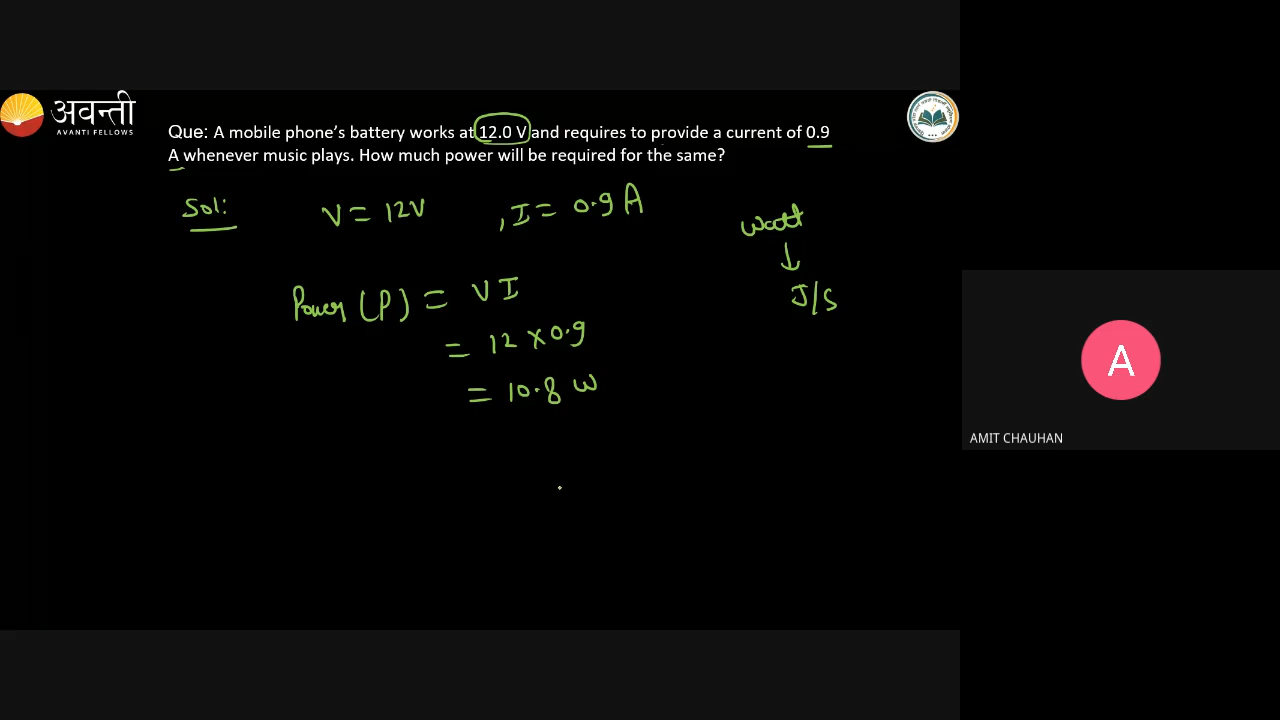 अवन्ती
AVANTI FELLOWS
Que: A mobile phone’s battery works at 12.0 V and requires to provide a current of 0.9
A whenever music plays. How much power will be required for the same?
Sol: V = 12V , I = 0.9 A
watt
↓
J/S
Power (P) = VI
= 12 × 0.9
= 10.8 W
A
AMIT CHAUHAN